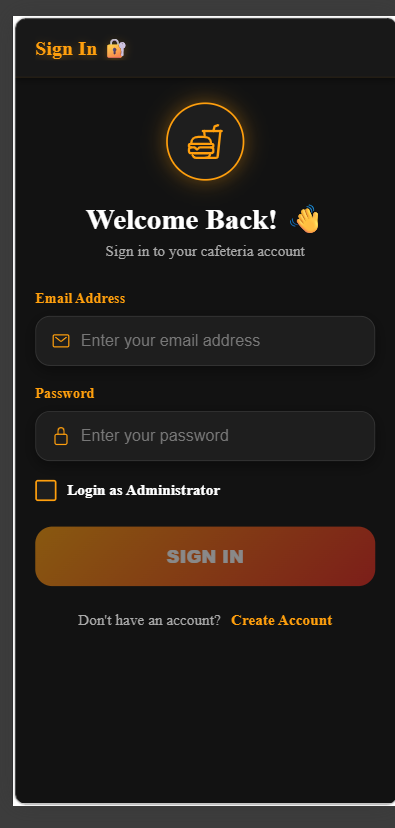 Sign In 🔐
Welcome Back! 👋
Sign in to your cafeteria account
Email Address
Enter your email address
Password
Enter your password
Login as Administrator
SIGN IN
Don't have an account? Create Account